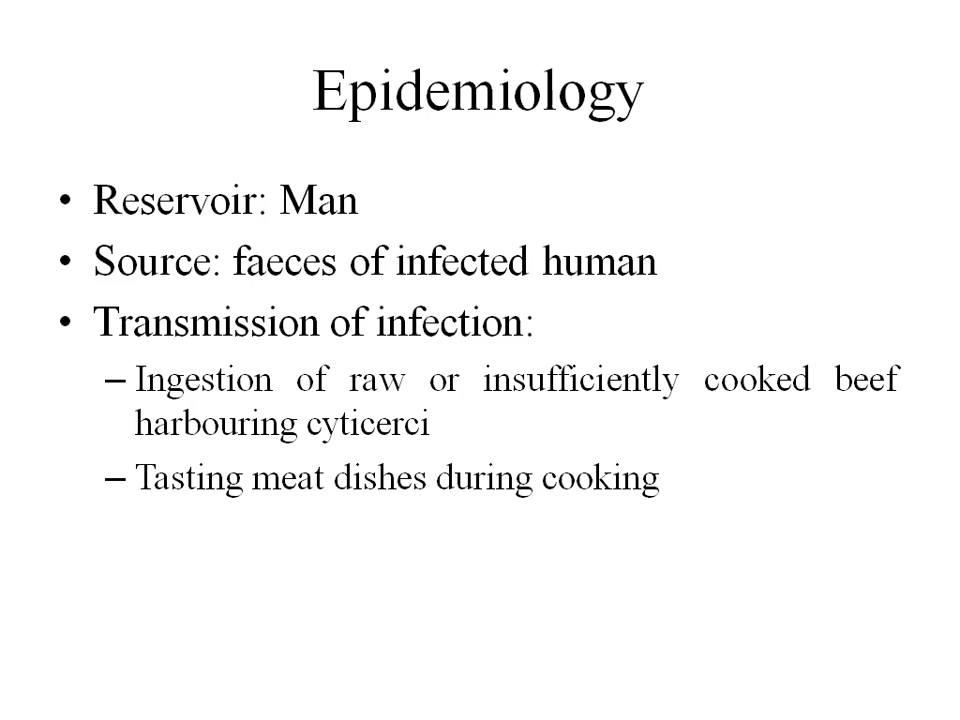 Epidemiology
• Reservoir: Man
• Source: faeces of infected human
• Transmission of infection:
– Ingestion of raw or insufficiently cooked beef
harbouring cyticerci
– Tasting meat dishes during cooking